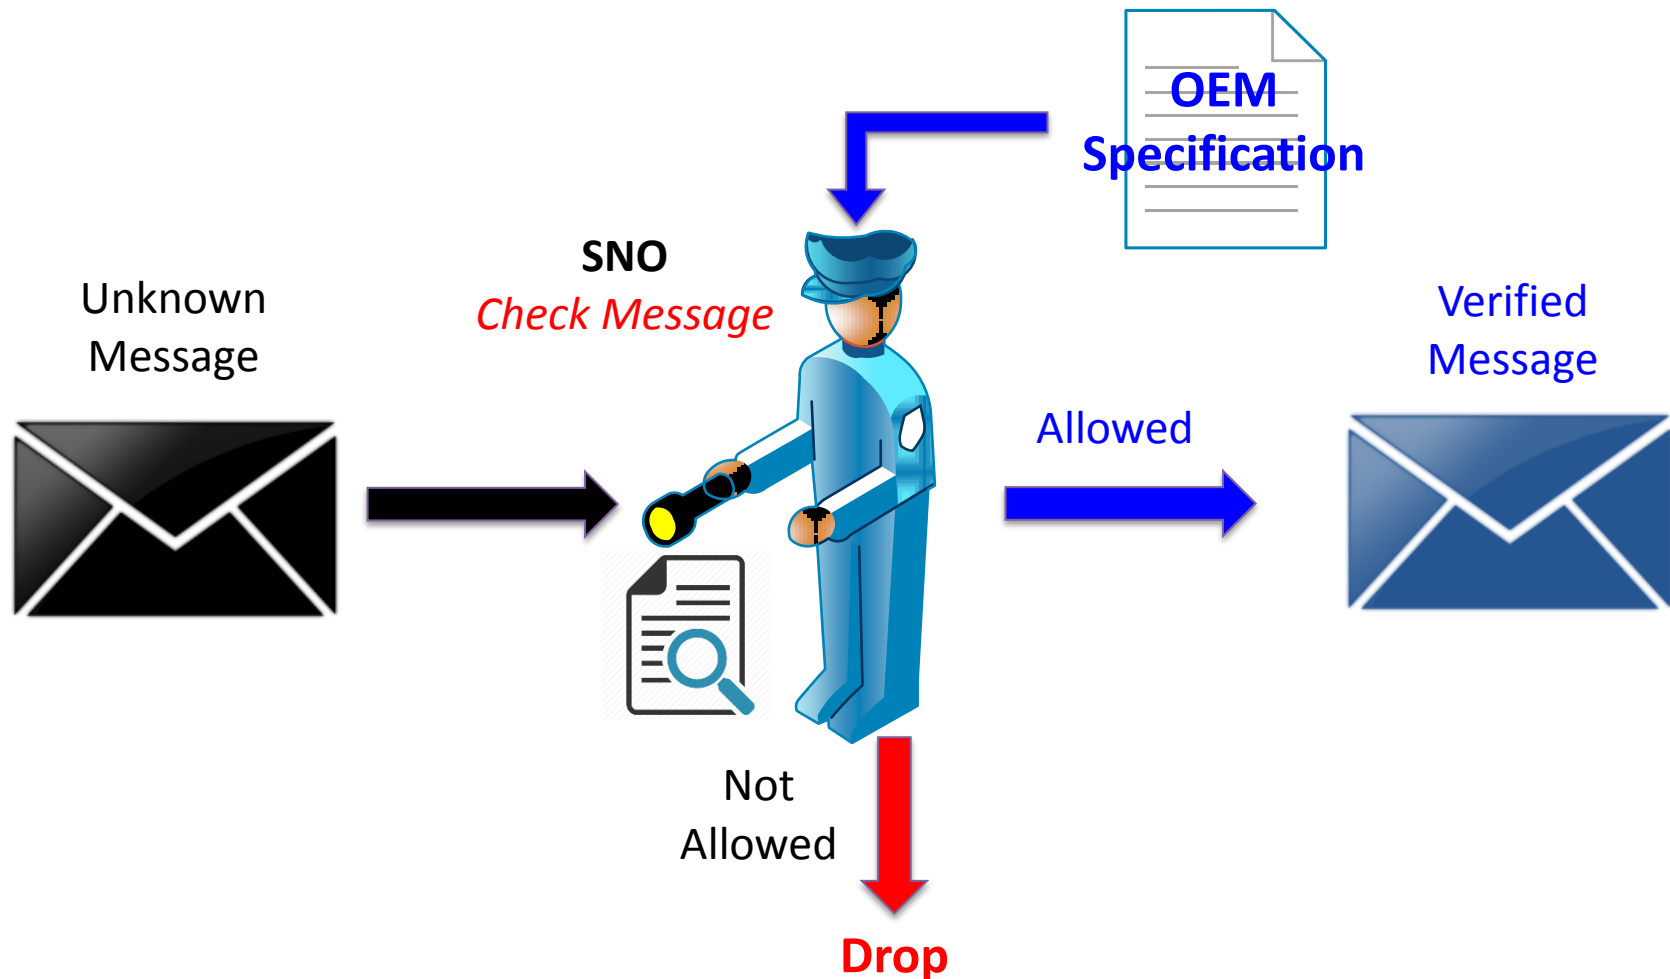 OEM
Specification
SNO
Check Message
Unknown
Message
Verified
Message
Allowed
Not
Allowed
Drop